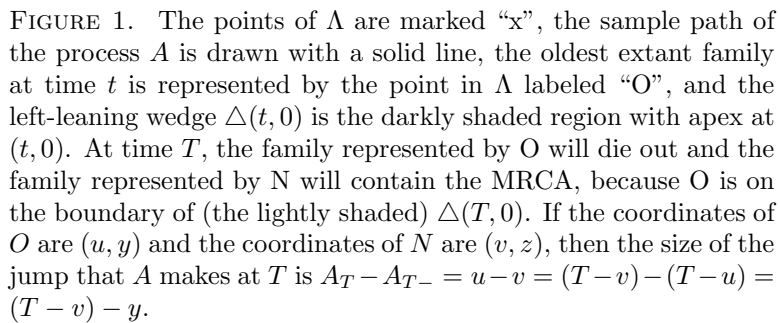 FIGURE 1. The points of Λ are marked “x”, the sample path of
the process A is drawn with a solid line, the oldest extant family
at time t is represented by the point in Λ labeled “O”, and the
left-leaning wedge △(t, 0) is the darkly shaded region with apex at
(t, 0). At time T, the family represented by O will die out and the
family represented by N will contain the MRCA, because O is on
the boundary of (the lightly shaded) △(T, 0). If the coordinates of
O are (u, y) and the coordinates of N are (v, z), then the size of the
jump that A makes at T is A_T − A_{T−} = u − v = (T − v) − (T − u) =
(T − v) − y.